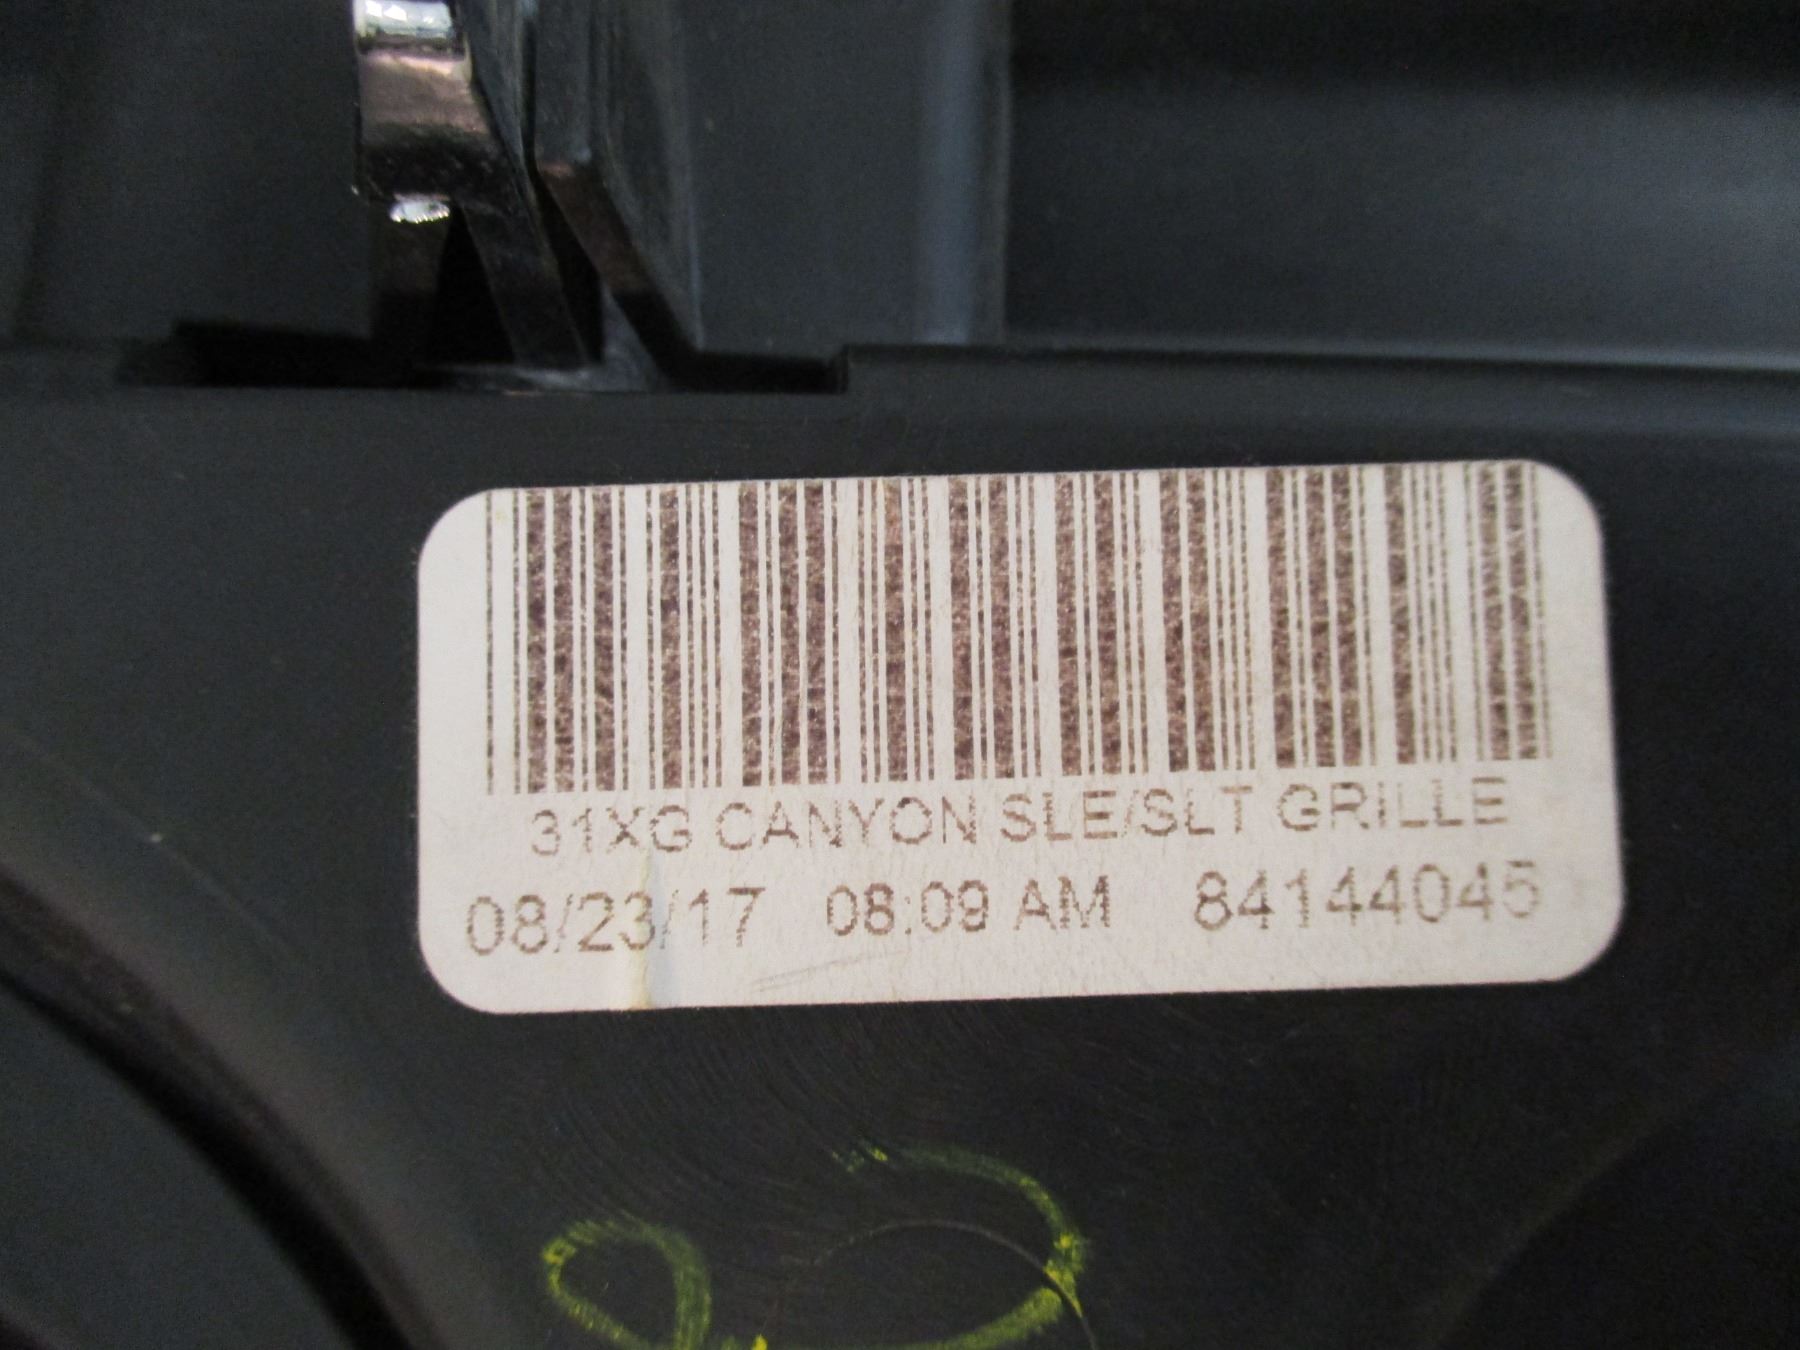 31XG CANYON SLE/SLT GRILLE
08/23/17 08:09 AM 84144045